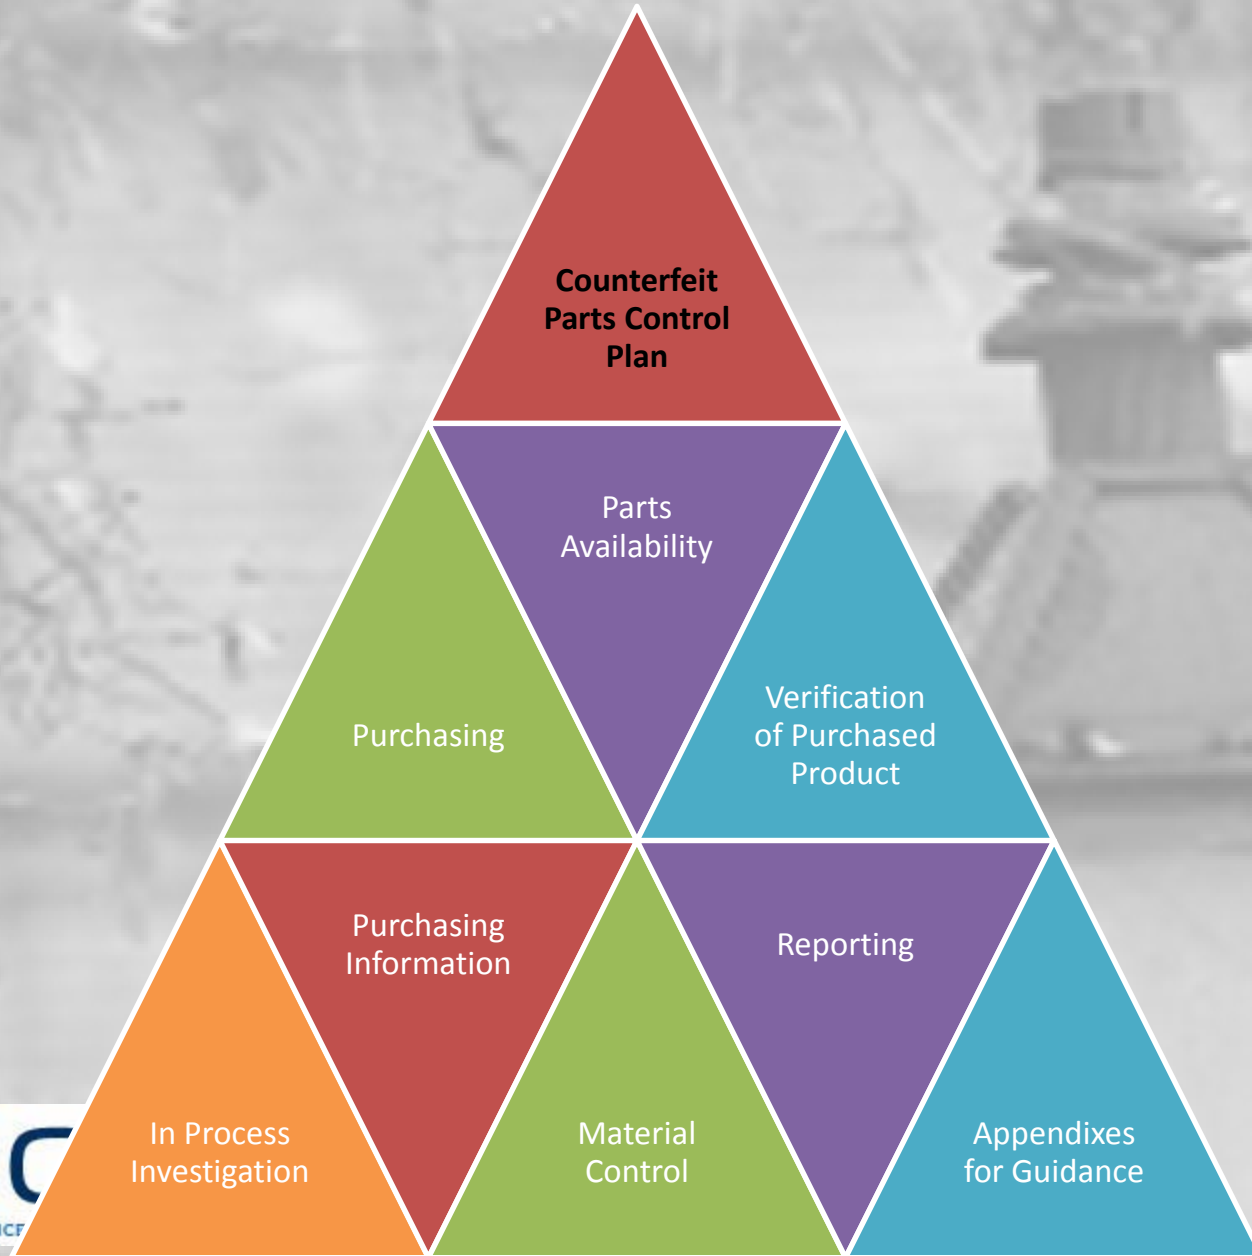 Counterfeit
Parts Control
Plan
Parts
Availability
Purchasing
Verification
of Purchased
Product
Purchasing
Information
Reporting
In Process
Investigation
Material
Control
Appendixes
for Guidance